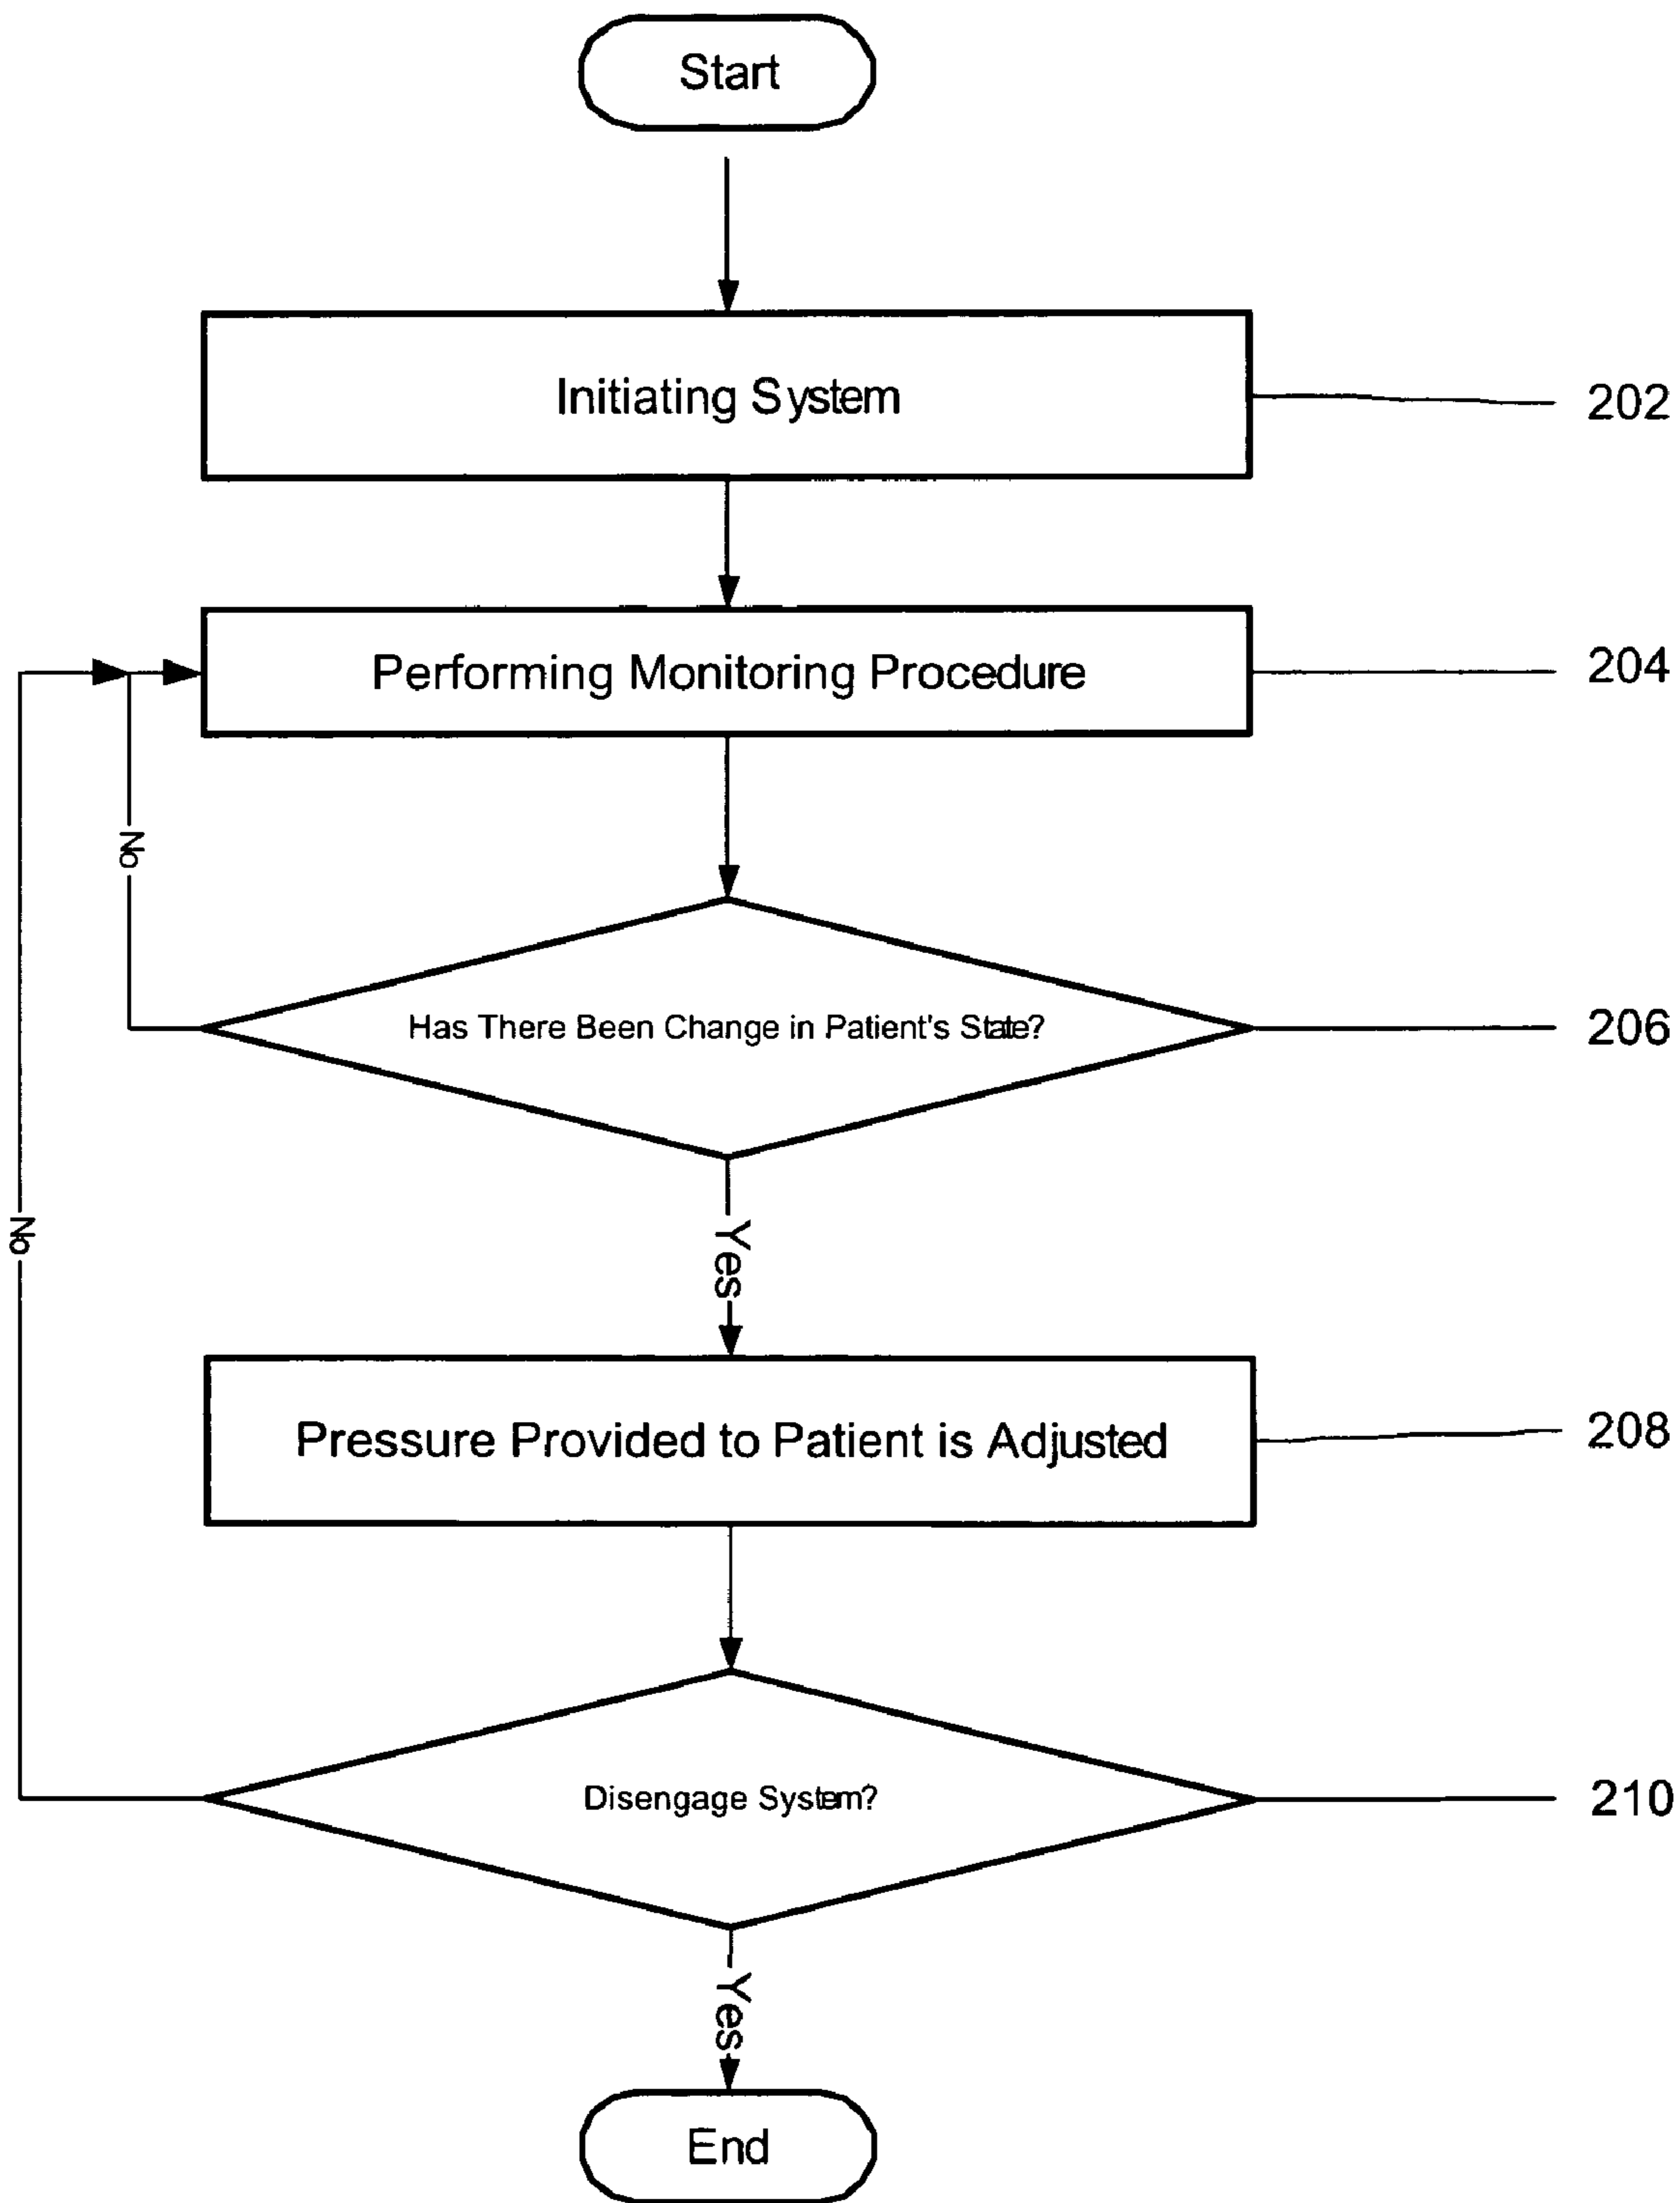 Start
Initiating System
202
Performing Monitoring Procedure
204
No
Has There Been Change in Patient's State?
206
No
Yes
Pressure Provided to Patient is Adjusted
208
Disengage System?
210
Yes
End